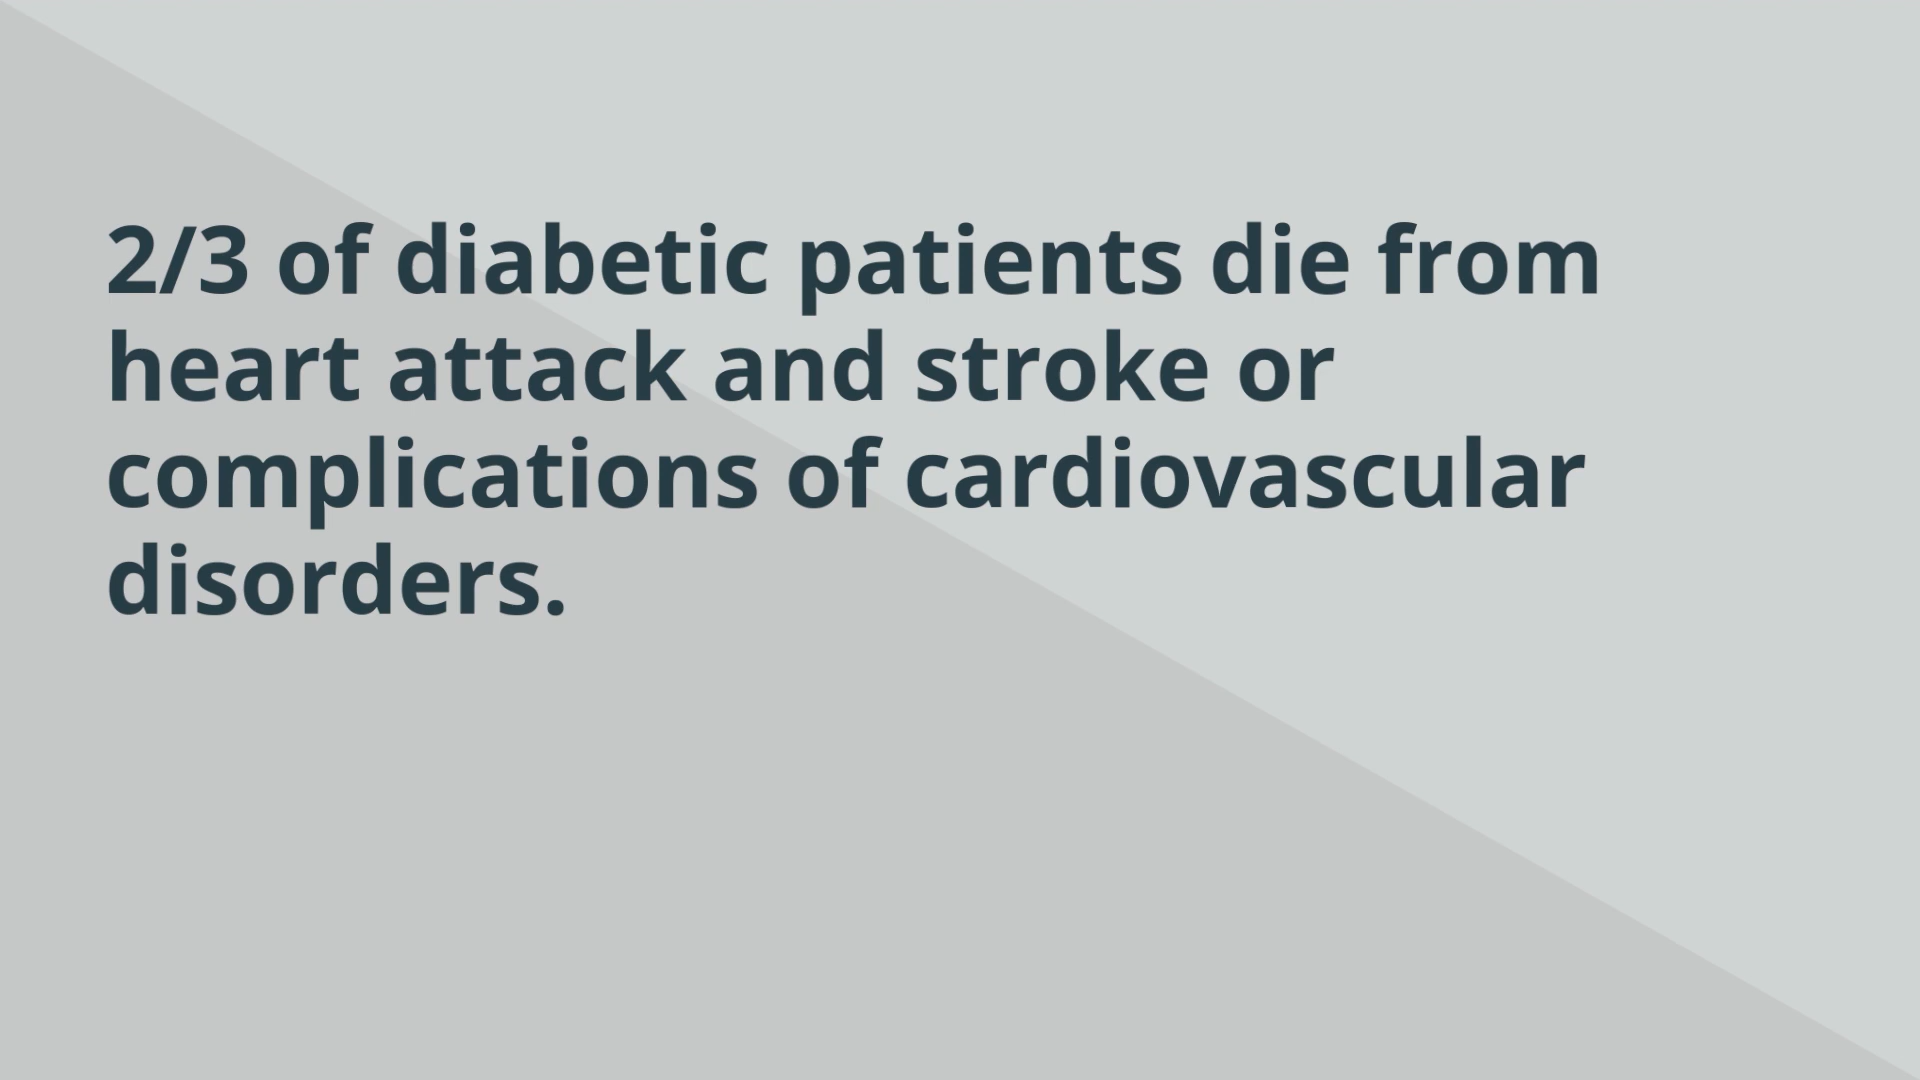 2/3 of diabetic patients die from
heart attack and stroke or
complications of cardiovascular
disorders.